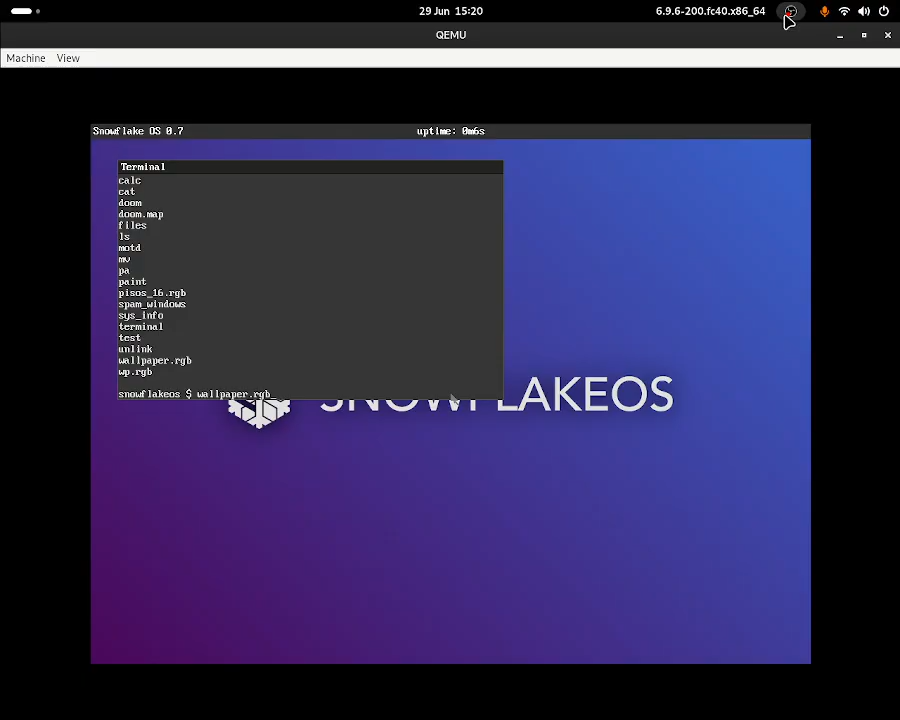 29 Jun 15:20
6.9.6-200.fc40.x86_64
QEMU
Machine View
Snowflake OS 0.7
uptime: 0m6s
Terminal
calc
cat
doom
doom.map
files
ls
motd
mv
pa
paint
pisos_16.rgb
spam_windows
sys_info
terminal
test
unlink
wallpaper.rgb
wp.rgb
snowflakeos $ wallpaper.rgb_
SNOWFLAKEOS